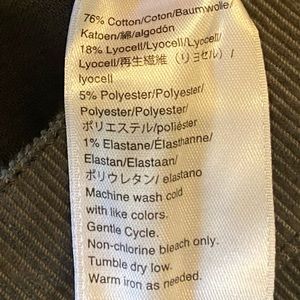 76% Cotton/Coton/Baumwolle/
Katoen/綿/algodón
18% Lyocell/Lyocell/Lyocell/
Lyocell/再生繊維（リヨセル）/
lyocell
5% Polyester/Polyester/
Polyester/Polyester/
ポリエステル/poliéster
1% Elastane/Élasthanne/
Elastan/Elastaan/
ポリウレタン/ elastano
Machine wash cold
with like colors.
Gentle Cycle.
Non-chlorine bleach only.
Tumble dry low.
Warm iron as needed.